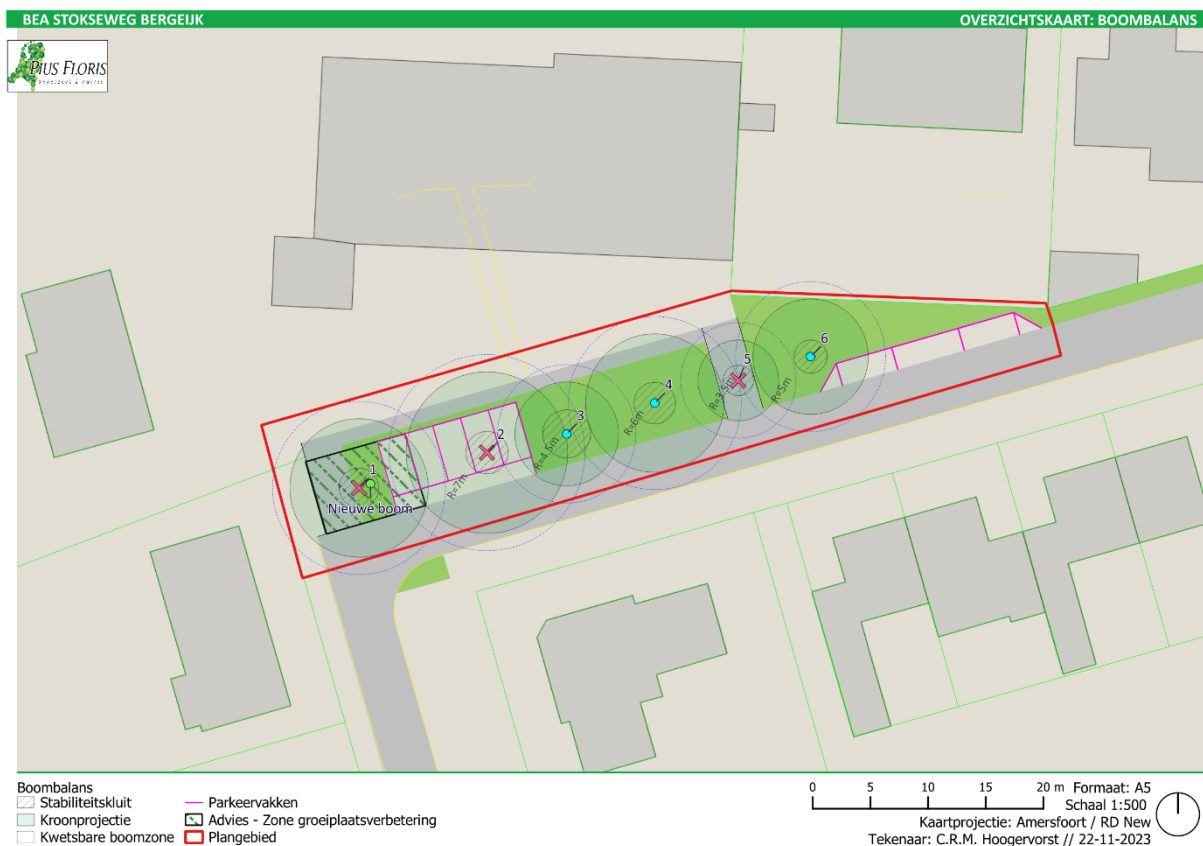 BEA STOKSEWEG BERGEIJK
OVERZICHTSKAART: BOOMBALANS
PIUS FLORIS
6
5
4
3
2
1
R=5m
R=3.5m
R=6m
R=4.5m
R=7m
Nieuwe boom
Boombalans
Stabiliteitskluit
Kroonprojectie
Kwetsbare boomzone
Parkeervakken
Advies - Zone groeiplaatsverbetering
Plangebied
0 5 10 15 20 m
Formaat: A5
Schaal 1:500
Kaartprojectie: Amersfoort / RD New
Tekenaar: C.R.M. Hoogervorst // 22-11-2023